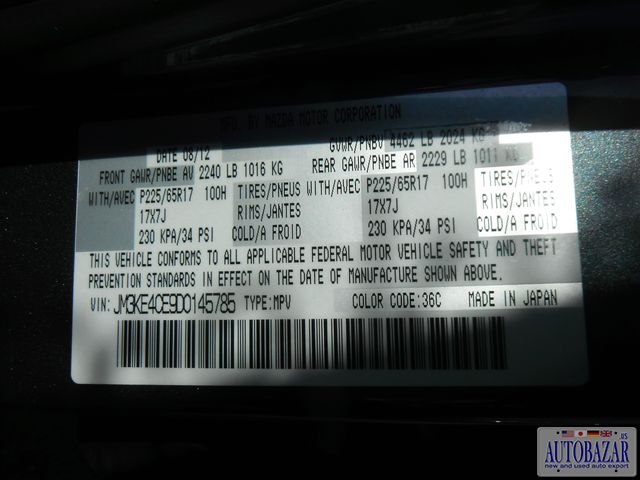 MFD. BY MAZDA MOTOR CORPORATION
DATE 08/12 GVWR/PNBV 4462 LB 2024 KG
FRONT GAWR/PNBE AV 2240 LB 1016 KG REAR GAWR/PNBE AR 2229 LB 1011 KG
WITH/AVEC P225/65R17 100H TIRES/PNEUS WITH/AVEC P225/65R17 100H TIRES/PNEUS
17X7J RIMS/JANTES 17X7J RIMS/JANTES
230 KPA/34 PSI COLD/A FROID 230 KPA/34 PSI COLD/A FROID
THIS VEHICLE CONFORMS TO ALL APPLICABLE FEDERAL MOTOR VEHICLE SAFETY AND THEFT
PREVENTION STANDARDS IN EFFECT ON THE DATE OF MANUFACTURE SHOWN ABOVE.
VIN: JM3KE4CE9D0145785 TYPE:MPV COLOR CODE:36C MADE IN JAPAN
AUTOBAZAR.US
new and used auto export